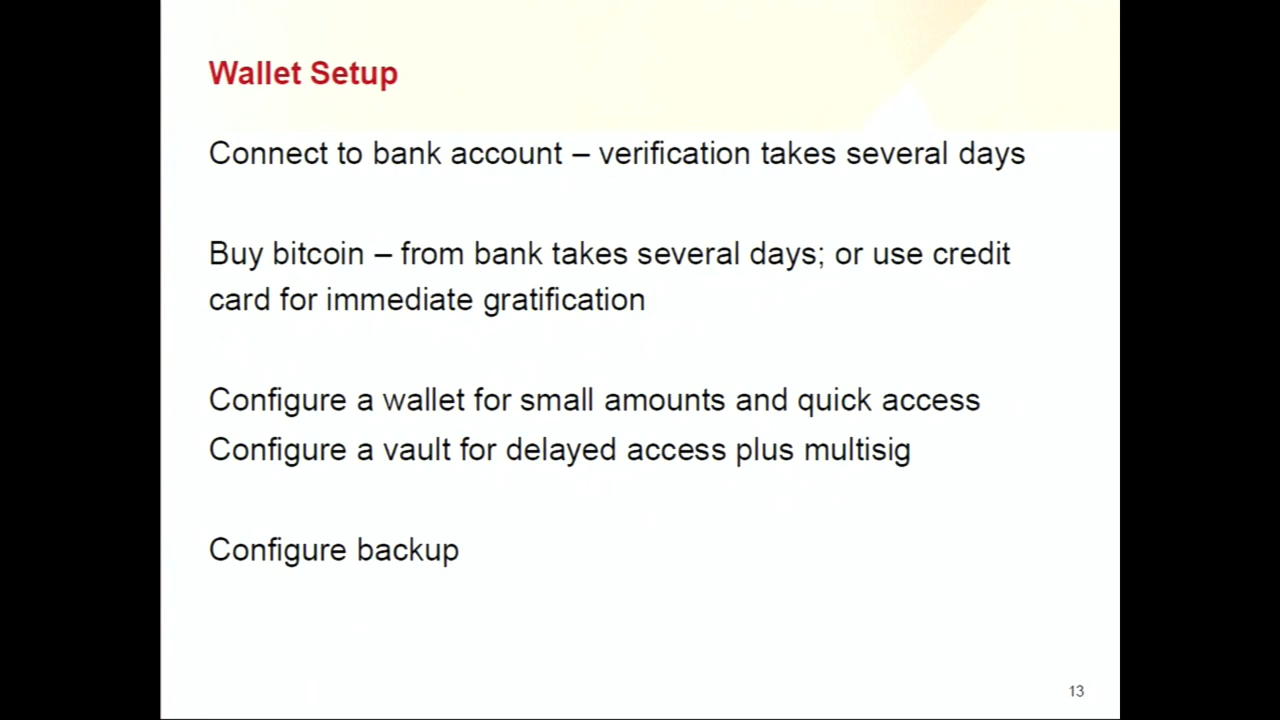 Wallet Setup
Connect to bank account – verification takes several days
Buy bitcoin – from bank takes several days; or use credit
card for immediate gratification
Configure a wallet for small amounts and quick access
Configure a vault for delayed access plus multisig
Configure backup
13